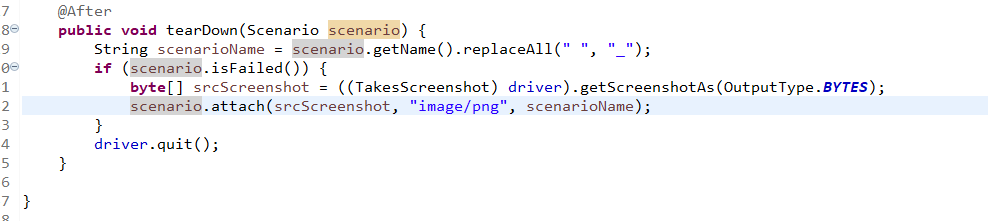 7 @After
8 public void tearDown(Scenario scenario) {
9 String scenarioName = scenario.getName().replaceAll(" ", "_");
0 if (scenario.isFailed()) {
1 byte[] srcScreenshot = ((TakesScreenshot) driver).getScreenshotAs(OutputType.BYTES);
2 scenario.attach(srcScreenshot, "image/png", scenarioName);
3 }
4 driver.quit();
5 }
6
7 }
8